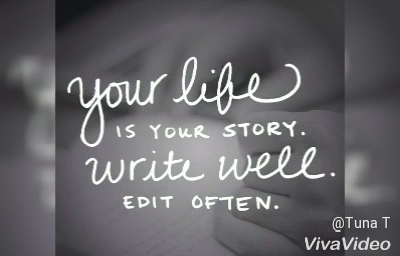 your life
IS YOUR STORY.
write well.
EDIT OFTEN.
@Tuna T
VivaVideo